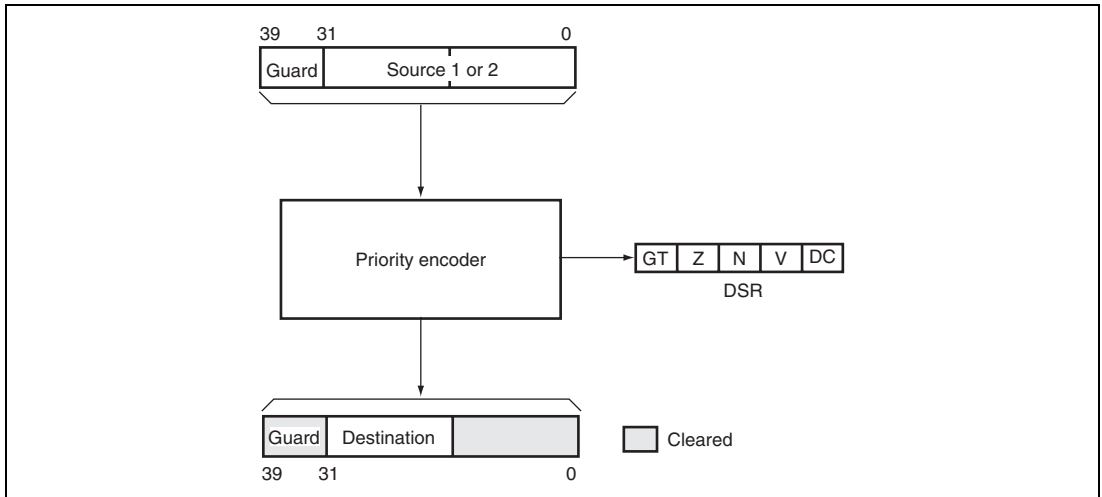 39 31 0
Guard Source 1 or 2
Priority encoder
GT Z N V DC
DSR
Guard Destination
Cleared
39 31 0